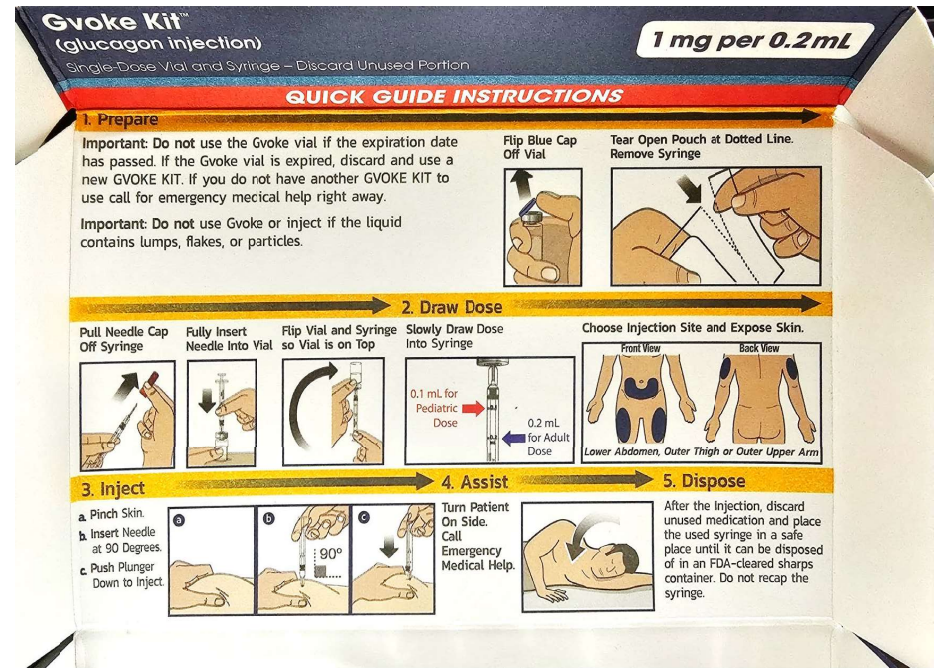 Gvoke Kit™
(glucagon injection)
1 mg per 0.2mL
Single-Dose Vial and Syringe – Discard Unused Portion
QUICK GUIDE INSTRUCTIONS
1. Prepare
Important: Do not use the Gvoke vial if the expiration date
has passed. If the Gvoke vial is expired, discard and use a
new GVOKE KIT. If you do not have another GVOKE KIT to
use call for emergency medical help right away.
Important: Do not use Gvoke or inject if the liquid
contains lumps, flakes, or particles.
Flip Blue Cap
Off Vial
Tear Open Pouch at Dotted Line.
Remove Syringe
2. Draw Dose
Pull Needle Cap
Off Syringe
Fully Insert
Needle Into Vial
Flip Vial and Syringe
so Vial is on Top
Slowly Draw Dose
Into Syringe
0.1 mL for
Pediatric
Dose
0.2 mL
for Adult
Dose
Choose Injection Site and Expose Skin.
Front View
Back View
Lower Abdomen, Outer Thigh or Outer Upper Arm
3. Inject
a. Pinch Skin.
b. Insert Needle
at 90 Degrees.
c. Push Plunger
Down to Inject.
a
b
90°
c
4. Assist
Turn Patient
On Side.
Call
Emergency
Medical Help.
5. Dispose
After the Injection, discard
unused medication and place
the used syringe in a safe
place until it can be disposed
of in an FDA-cleared sharps
container. Do not recap the
syringe.